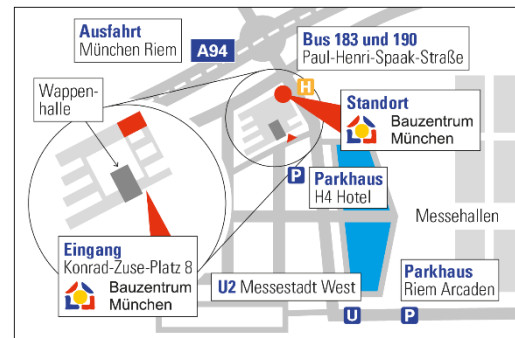 Ausfahrt
München Riem
A94
Bus 183 und 190
Paul-Henri-Spaak-Straße
H
Wappen-
halle
Standort
Bauzentrum
München
P
Parkhaus
H4 Hotel
Messehallen
Eingang
Konrad-Zuse-Platz 8
Bauzentrum
München
U2 Messestadt West
Parkhaus
Riem Arcaden
U
P